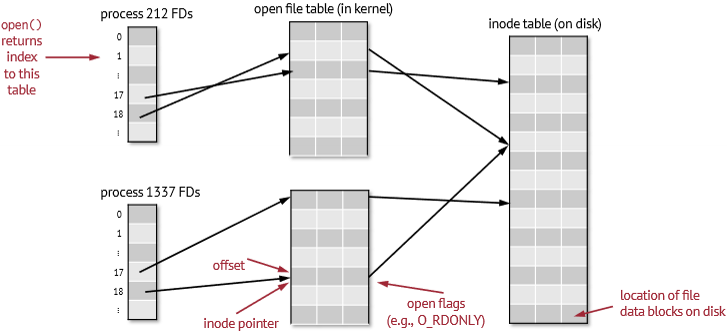 process 212 FDs
open file table (in kernel)
inode table (on disk)
open()
returns
index
to this
table
0
1
⋮
17
18
⋮
process 1337 FDs
0
1
⋮
17
18
⋮
offset
inode pointer
open flags
(e.g., O_RDONLY)
location of file
data blocks on disk